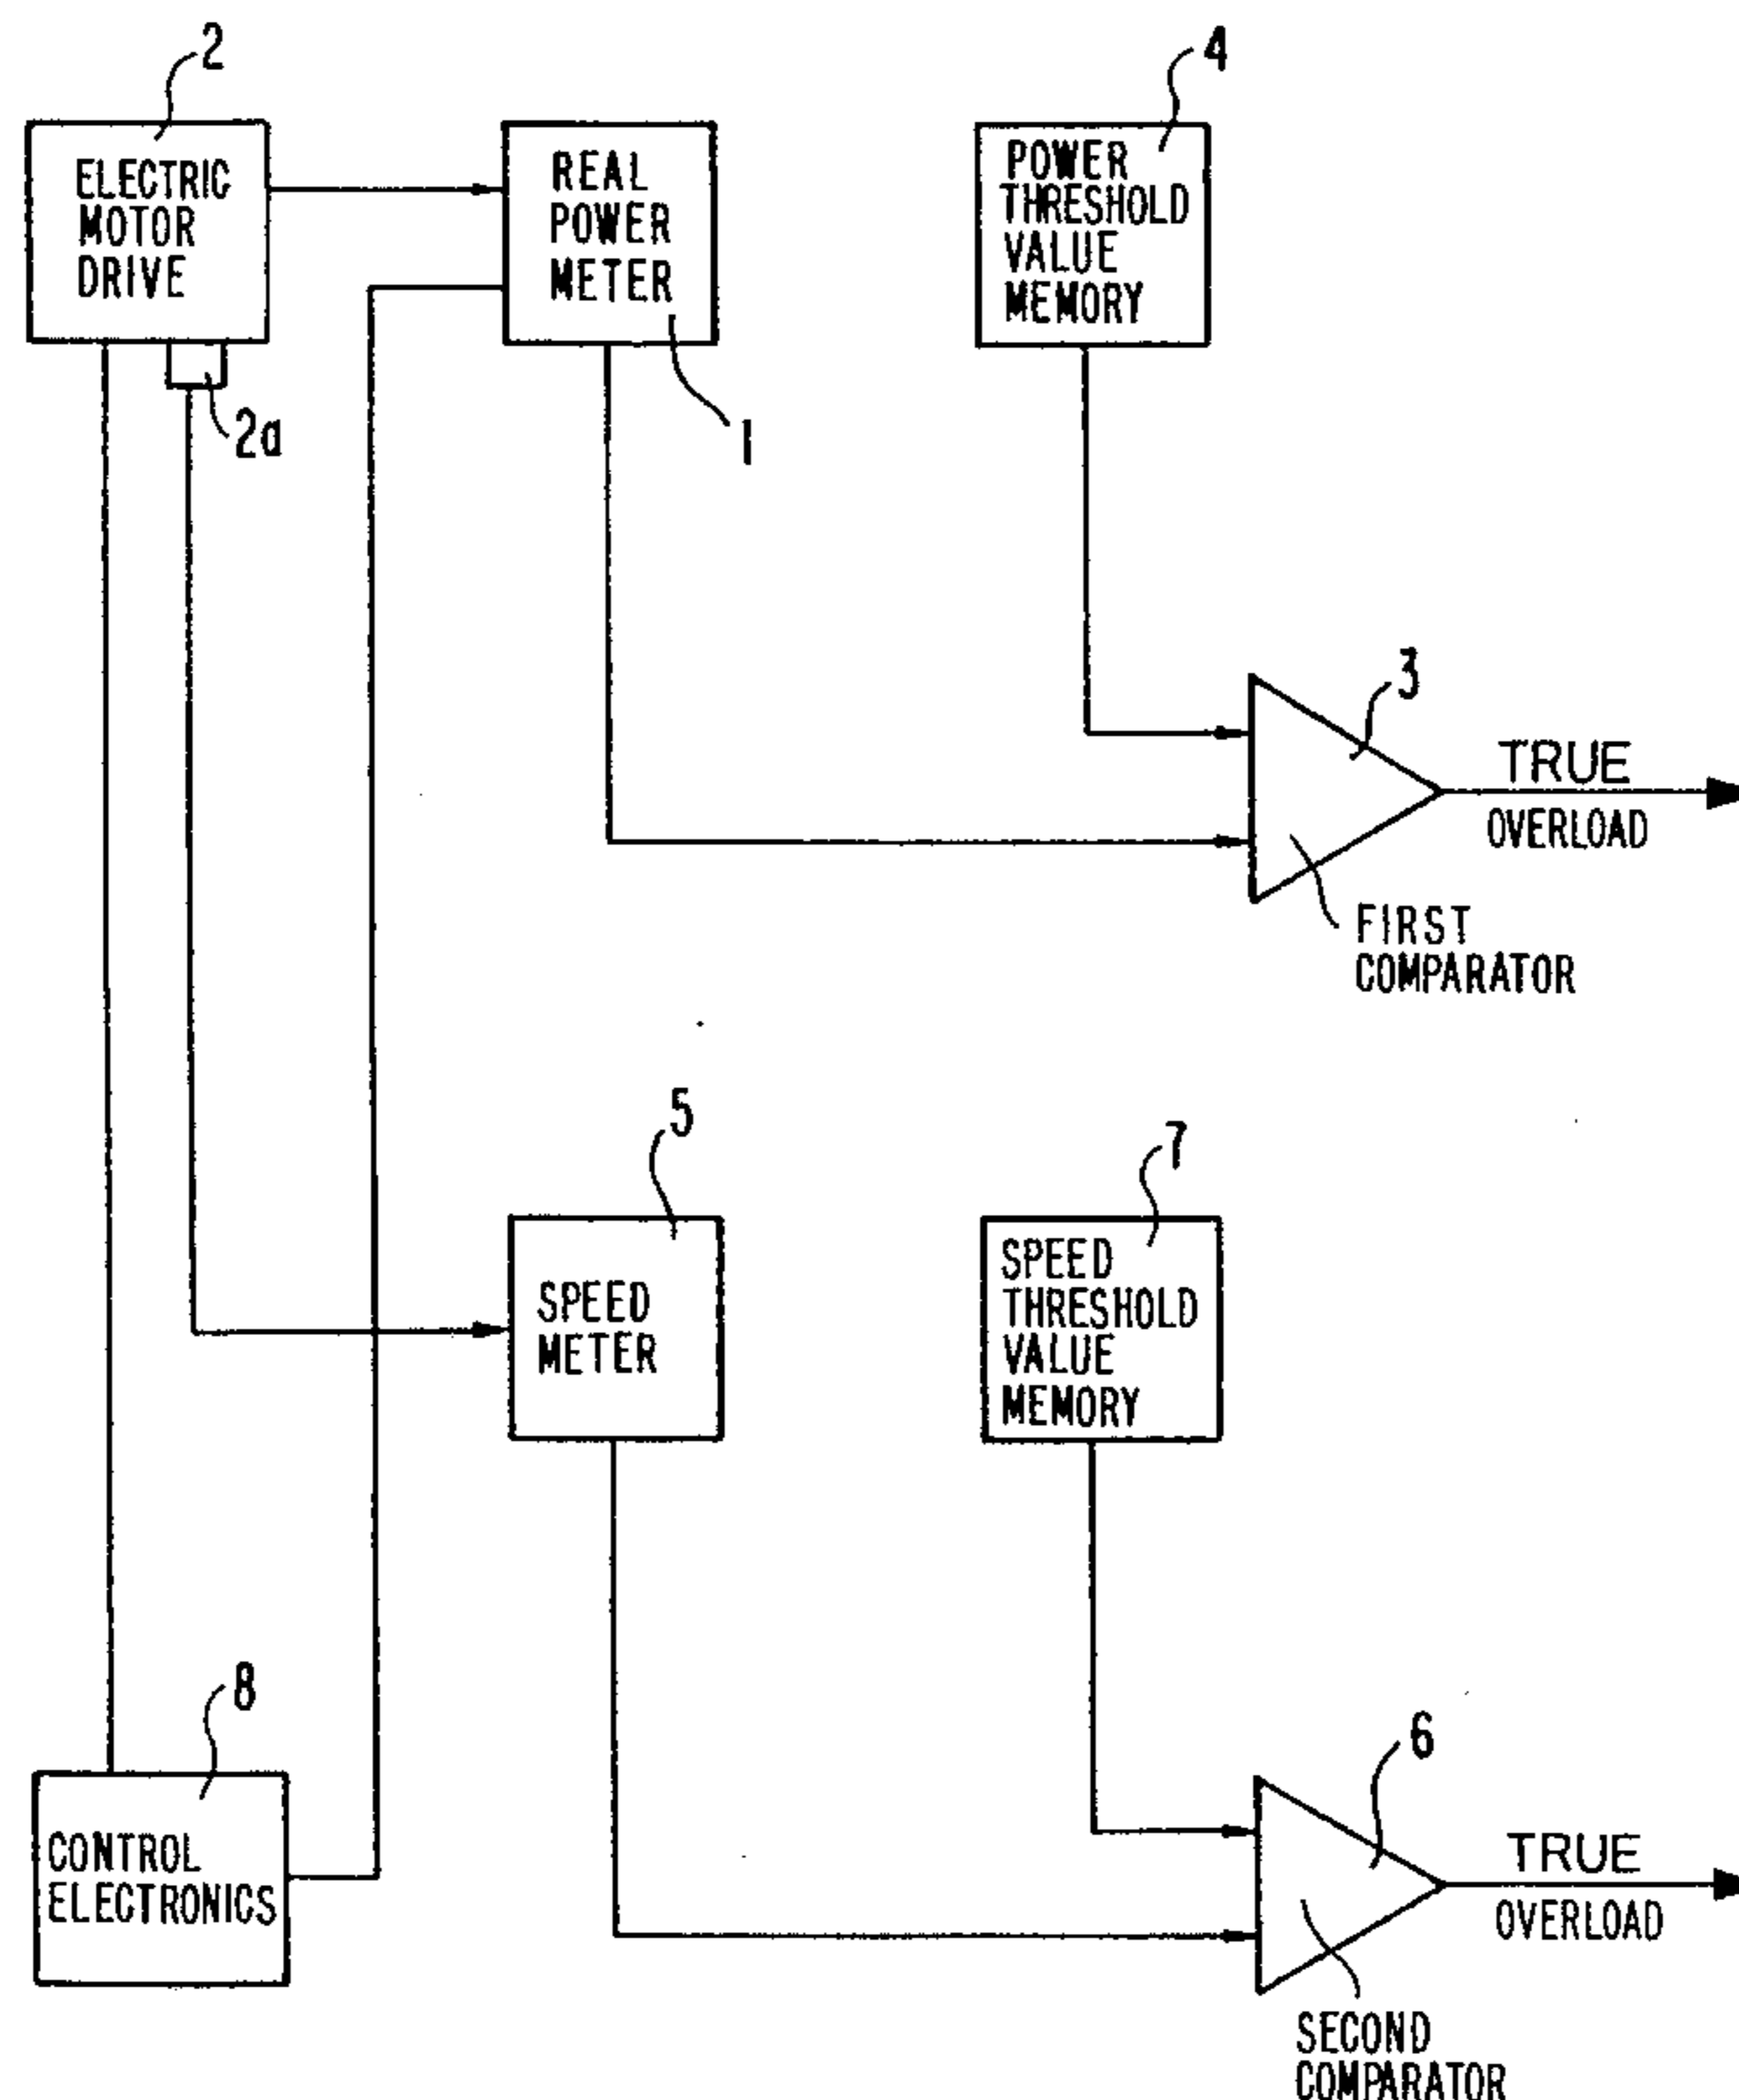 2
ELECTRIC
MOTOR
DRIVE
2a
REAL
POWER
METER
1
4
POWER
THRESHOLD
VALUE
MEMORY
3
TRUE
OVERLOAD
FIRST
COMPARATOR
5
SPEED
METER
7
SPEED
THRESHOLD
VALUE
MEMORY
8
CONTROL
ELECTRONICS
6
TRUE
OVERLOAD
SECOND
COMPARATOR